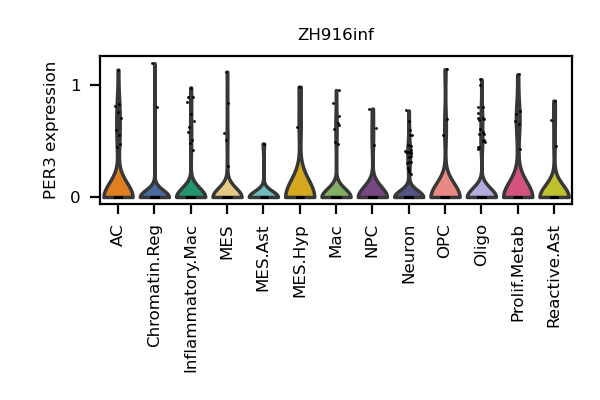 ZH916inf
PER3 expression
1
0
AC
Chromatin.Reg
Inflammatory.Mac
MES
MES.Ast
MES.Hyp
Mac
NPC
Neuron
OPC
Oligo
Prolif.Metab
Reactive.Ast